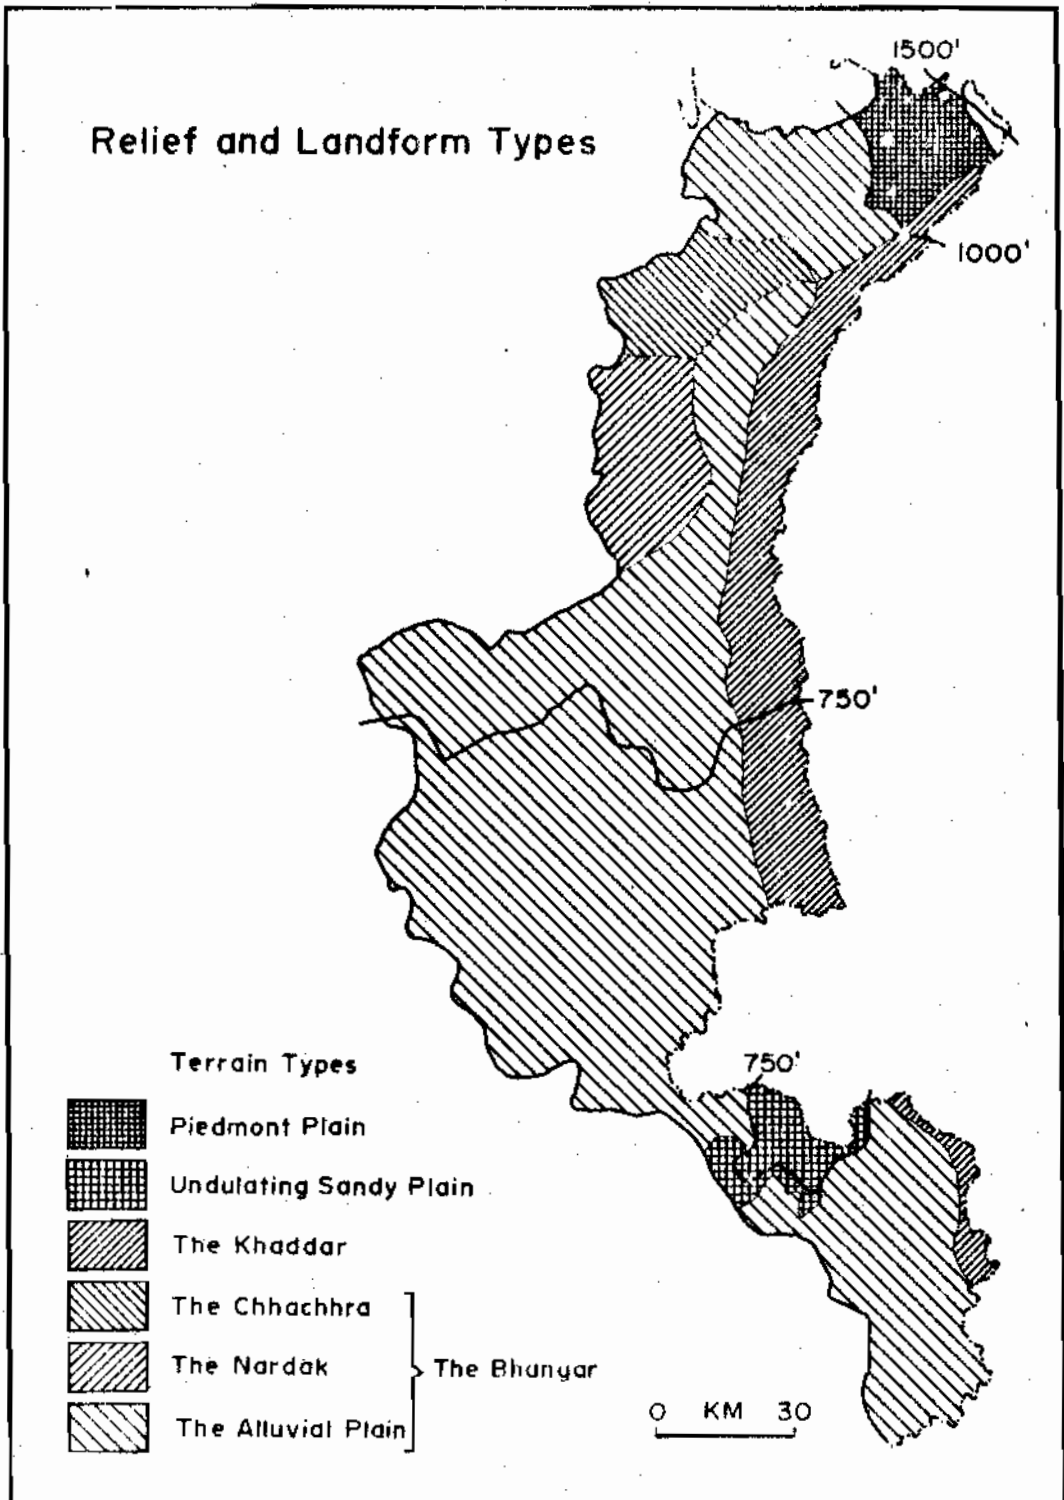 1500'
Relief and Landform Types
1000'
750'
750'
Terrain Types
Piedmont Plain
Undulating Sandy Plain
The Khaddar
The Chhachhra
The Nardak
The Bhangar
The Alluvial Plain
0 KM 30